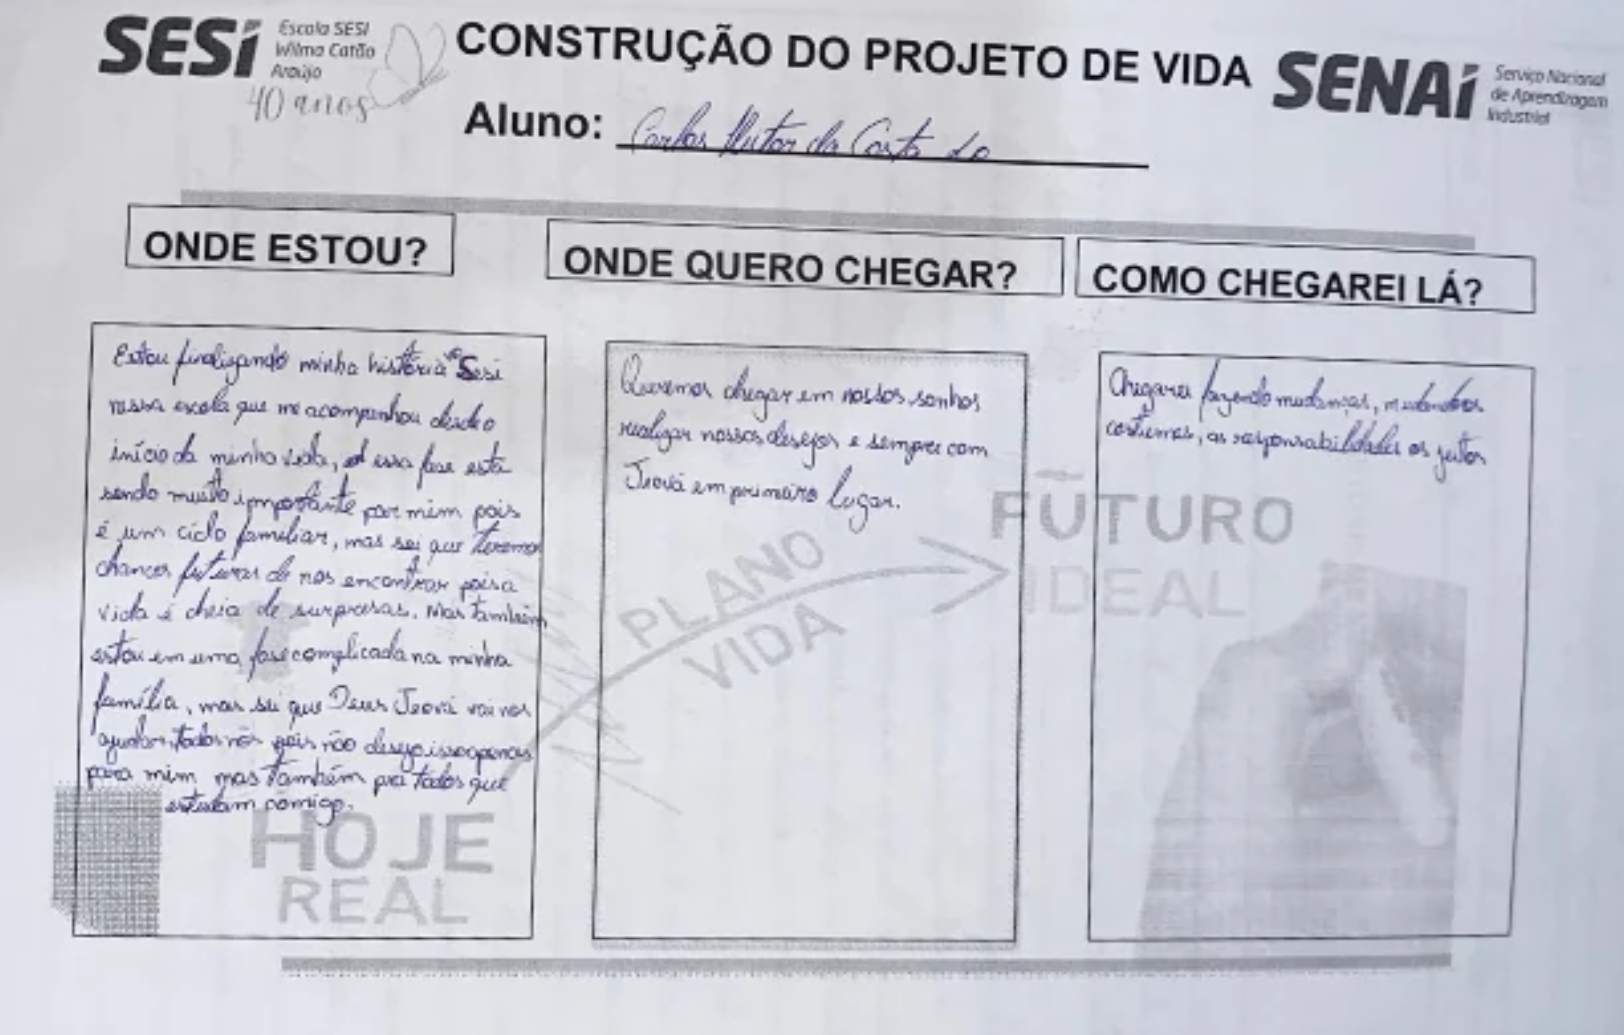 SESI
Escola SESI
Wilma Catão
Araújo
40 anos
CONSTRUÇÃO DO PROJETO DE VIDA
SENAI
Serviço Nacional
de Aprendizagem
Industrial
Aluno: Carlos da Costa
ONDE ESTOU?
Estou finalizando minha história no Sesi
nossa escola que me acompanhou desde o
início da minha vida, essa fase está
sendo muito importante por mim pois
é um ciclo familiar, mas sei que teremos
chances futuras de nos encontrar pois a
vida é cheia de surpresas. Mas também
estou em uma fase complicada na minha
família, mas sei que Deus Jeová vai nos
ajudar, todos nós pois não desejo isso apenas
para mim mas também pra todos que
estudam comigo.
HOJE
REAL
ONDE QUERO CHEGAR?
Queremos chegar em nossos sonhos
realizar nossos desejos e sempre com
Jeová em primeiro lugar.
PLANO
VIDA
COMO CHEGAREI LÁ?
Chegarei fazendo mudanças, mudando os
costumes, as responsabilidades os jeitos
FUTURO
IDEAL